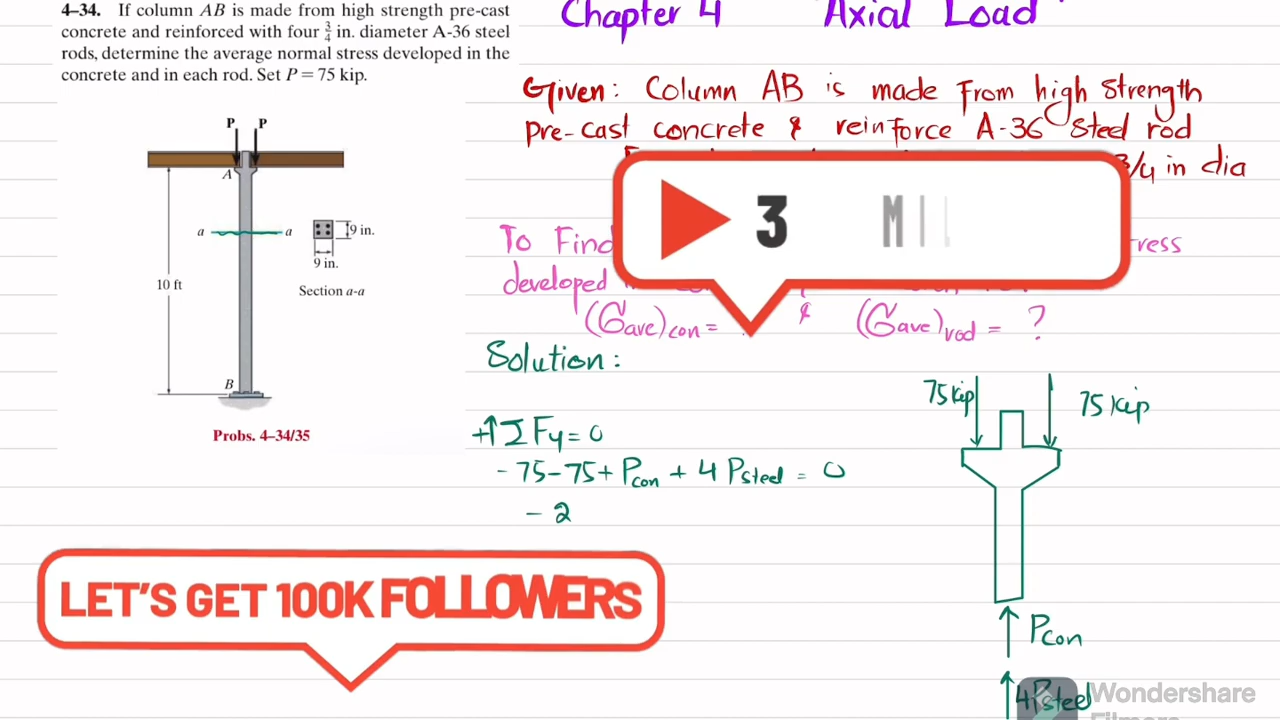 4–34. If column AB is made from high strength pre-cast
concrete and reinforced with four 3/4 in. diameter A-36 steel
rods, determine the average normal stress developed in the
concrete and in each rod. Set P = 75 kip.
P P
A
a a
9 in.
9 in.
10 ft
Section a-a
B
Probs. 4–34/35
Chapter 4 "Axial Load
Given: Column AB is made From high Strength
Pre-cast concrete & reinforce A-36 Steel rod
3/4 in dia
3 MIL
To Find
developed
(σave)con = &
(σave)rod = ?
Solution:
+↑ΣFy = 0
- 75 - 75 + Pcon + 4 Psteel = 0
- 2
75 kip 75 kip
Pcon
4Psteel
LET'S GET 100K FOLLOWERS
Wondershare